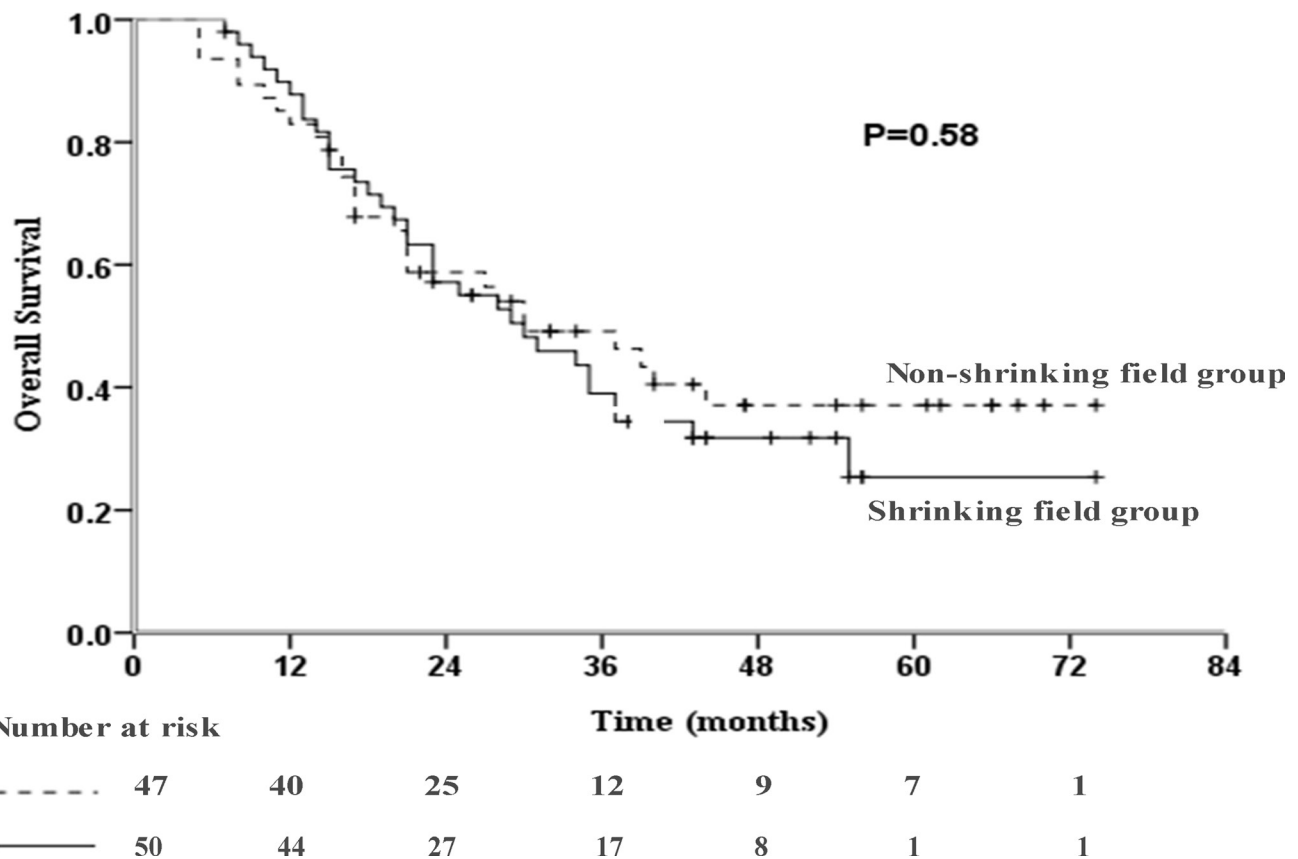 1.0
P=0.58
0.8
0.6
Overall Survival
Non-shrinking field group
0.4
Shrinking field group
0.2
0.0
0 12 24 36 48 60 72 84
Time (months)
Number at risk
47 40 25 12 9 7 1
50 44 27 17 8 1 1